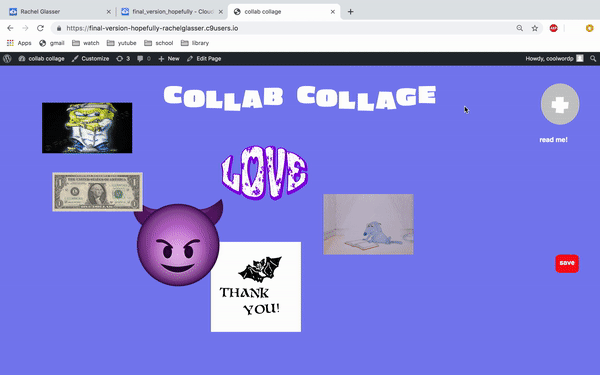 Rachel Glasser
final_version_hopefully - Cloud
collab collage
https://final-version-hopefully-rachelglasser.c9users.io
Apps
gmail
watch
yutube
school
library
collab collage
Customize
3
0
New
Edit Page
Howdy, coolwordp
COLLAB COLLAGE
read me!
LOVE
THANK
YOU!
save